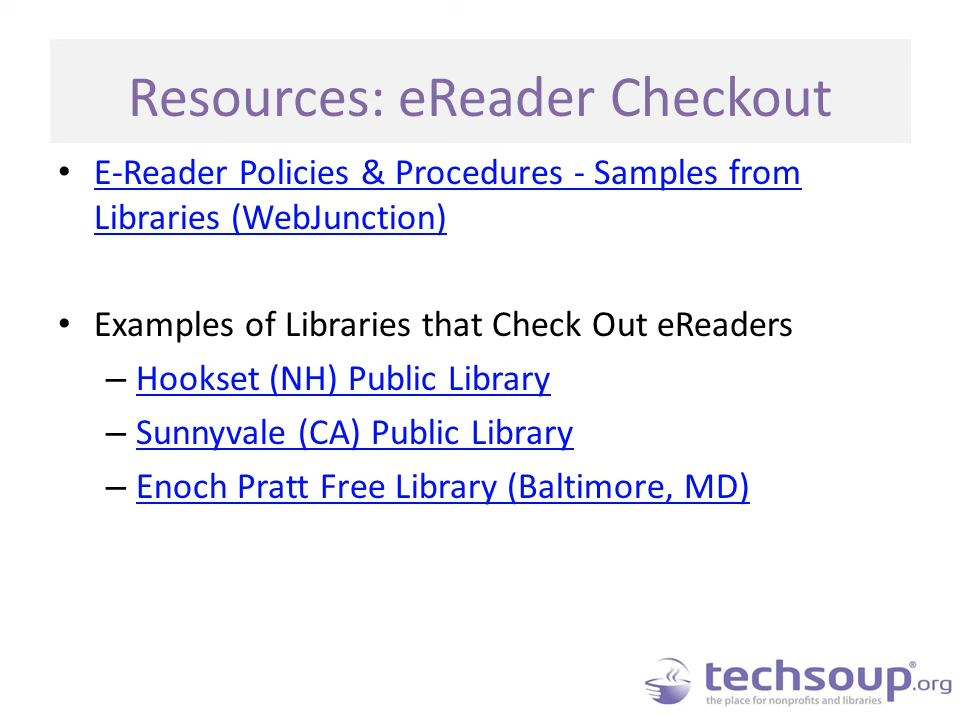 Resources: eReader Checkout
• E-Reader Policies & Procedures - Samples from
Libraries (WebJunction)
• Examples of Libraries that Check Out eReaders
– Hookset (NH) Public Library
– Sunnyvale (CA) Public Library
– Enoch Pratt Free Library (Baltimore, MD)
techsoup®.org
the place for nonprofits and libraries